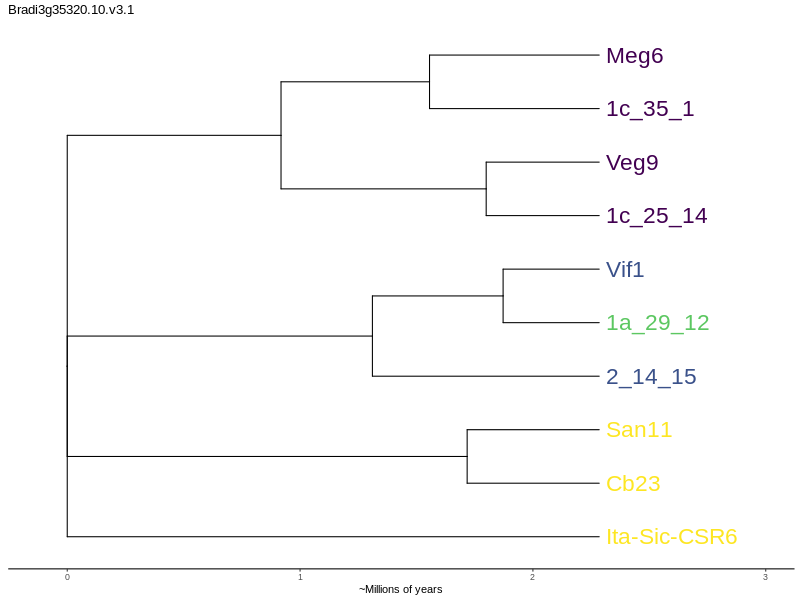 Bradi3g35320.10.v3.1
Meg6
1c_35_1
Veg9
1c_25_14
Vif1
1a_29_12
2_14_15
San11
Cb23
Ita-Sic-CSR6
0 1 2 3
~Millions of years